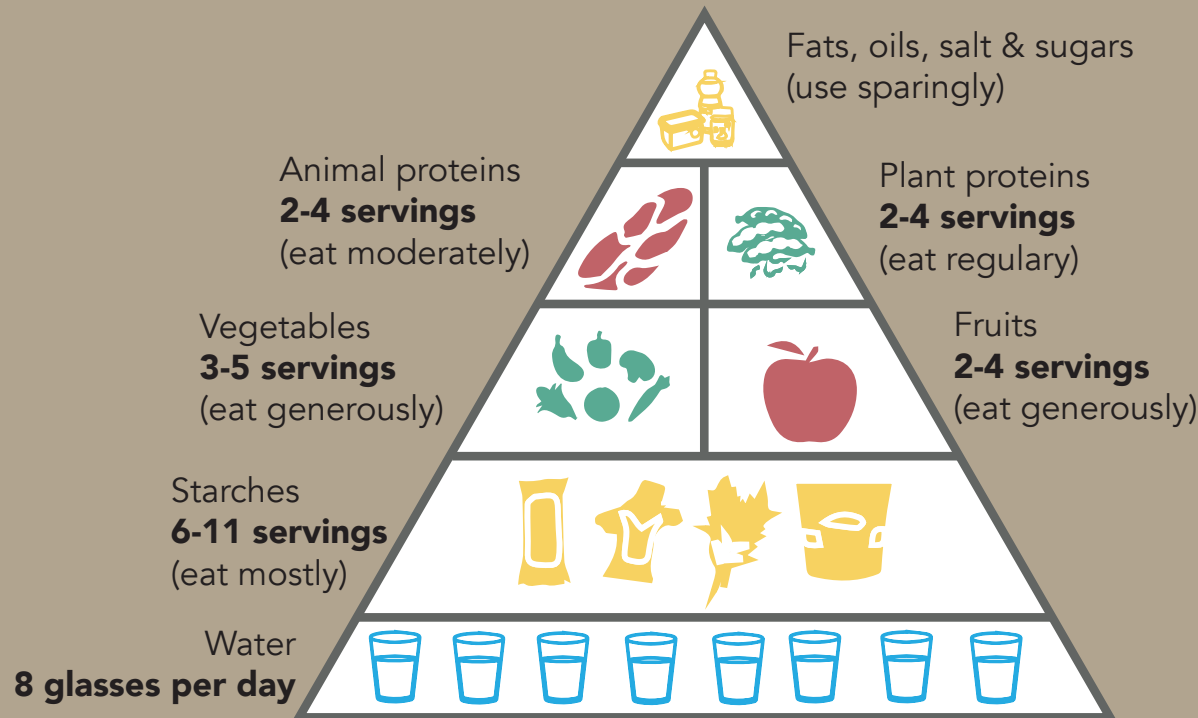 Fats, oils, salt & sugars
(use sparingly)
Animal proteins
2-4 servings
(eat moderately)
Plant proteins
2-4 servings
(eat regulary)
Vegetables
3-5 servings
(eat generously)
Fruits
2-4 servings
(eat generously)
Starches
6-11 servings
(eat mostly)
Water
8 glasses per day